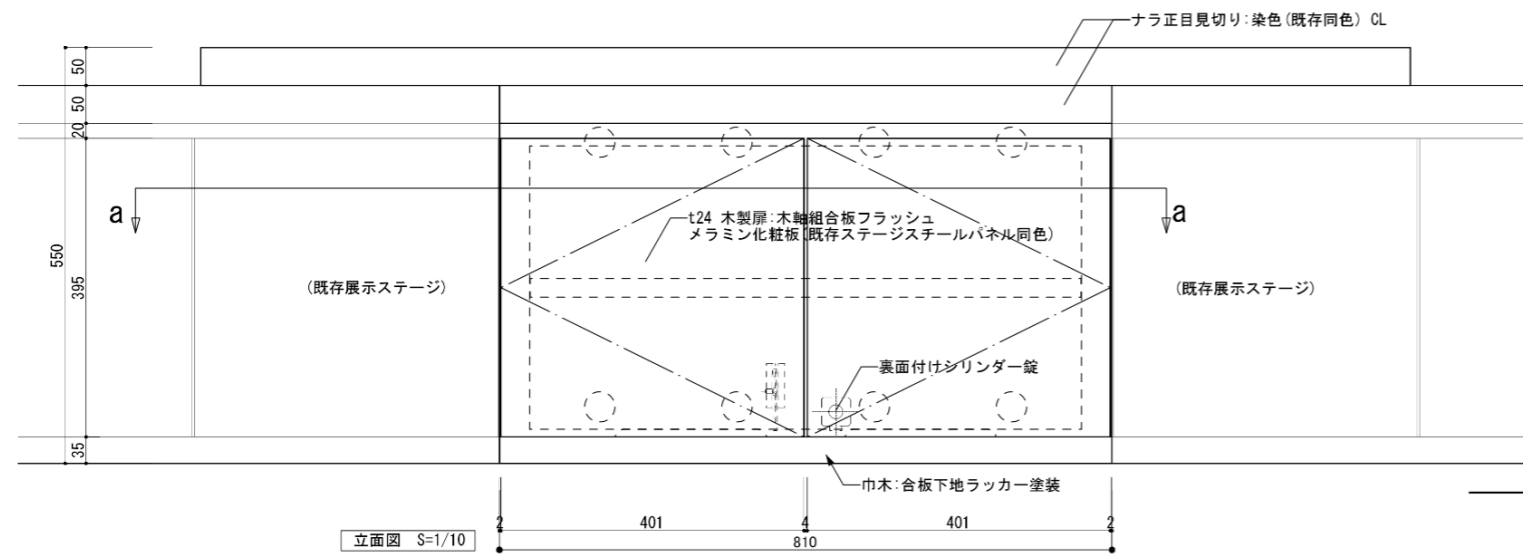 ナラ正目見切り:染色(既存同色) CL
50
50
20
a
a
t24 木製扉:木軸組合板フラッシュ
メラミン化粧板(既存ステージスチールパネル同色)
550
395
(既存展示ステージ)
(既存展示ステージ)
裏面付けシリンダー錠
35
巾木:合板下地ラッカー塗装
2
401
4
401
2
立面図 S=1/10
810